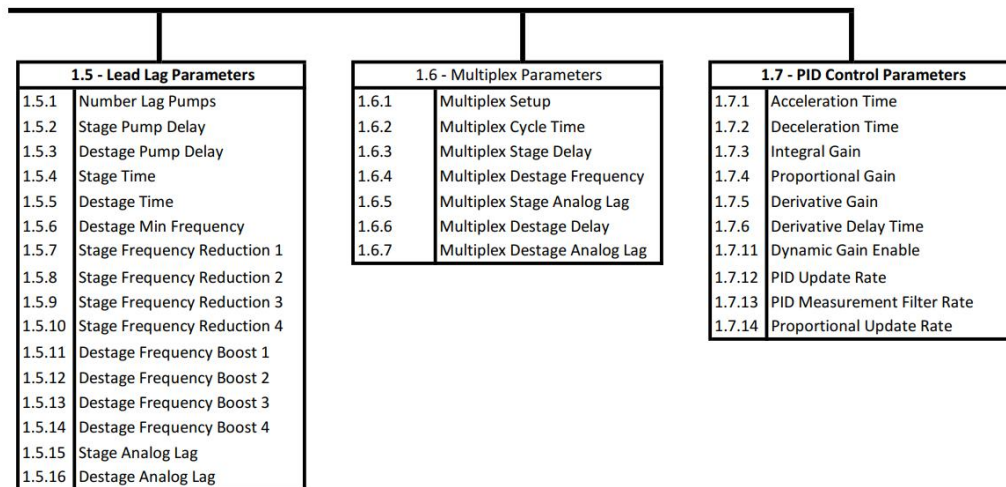 1.5 - Lead Lag Parameters
1.5.1 Number Lag Pumps
1.5.2 Stage Pump Delay
1.5.3 Destage Pump Delay
1.5.4 Stage Time
1.5.5 Destage Time
1.5.6 Destage Min Frequency
1.5.7 Stage Frequency Reduction 1
1.5.8 Stage Frequency Reduction 2
1.5.9 Stage Frequency Reduction 3
1.5.10 Stage Frequency Reduction 4
1.5.11 Destage Frequency Boost 1
1.5.12 Destage Frequency Boost 2
1.5.13 Destage Frequency Boost 3
1.5.14 Destage Frequency Boost 4
1.5.15 Stage Analog Lag
1.5.16 Destage Analog Lag
1.6 - Multiplex Parameters
1.6.1 Multiplex Setup
1.6.2 Multiplex Cycle Time
1.6.3 Multiplex Stage Delay
1.6.4 Multiplex Destage Frequency
1.6.5 Multiplex Stage Analog Lag
1.6.6 Multiplex Destage Delay
1.6.7 Multiplex Destage Analog Lag
1.7 - PID Control Parameters
1.7.1 Acceleration Time
1.7.2 Deceleration Time
1.7.3 Integral Gain
1.7.4 Proportional Gain
1.7.5 Derivative Gain
1.7.6 Derivative Delay Time
1.7.11 Dynamic Gain Enable
1.7.12 PID Update Rate
1.7.13 PID Measurement Filter Rate
1.7.14 Proportional Update Rate